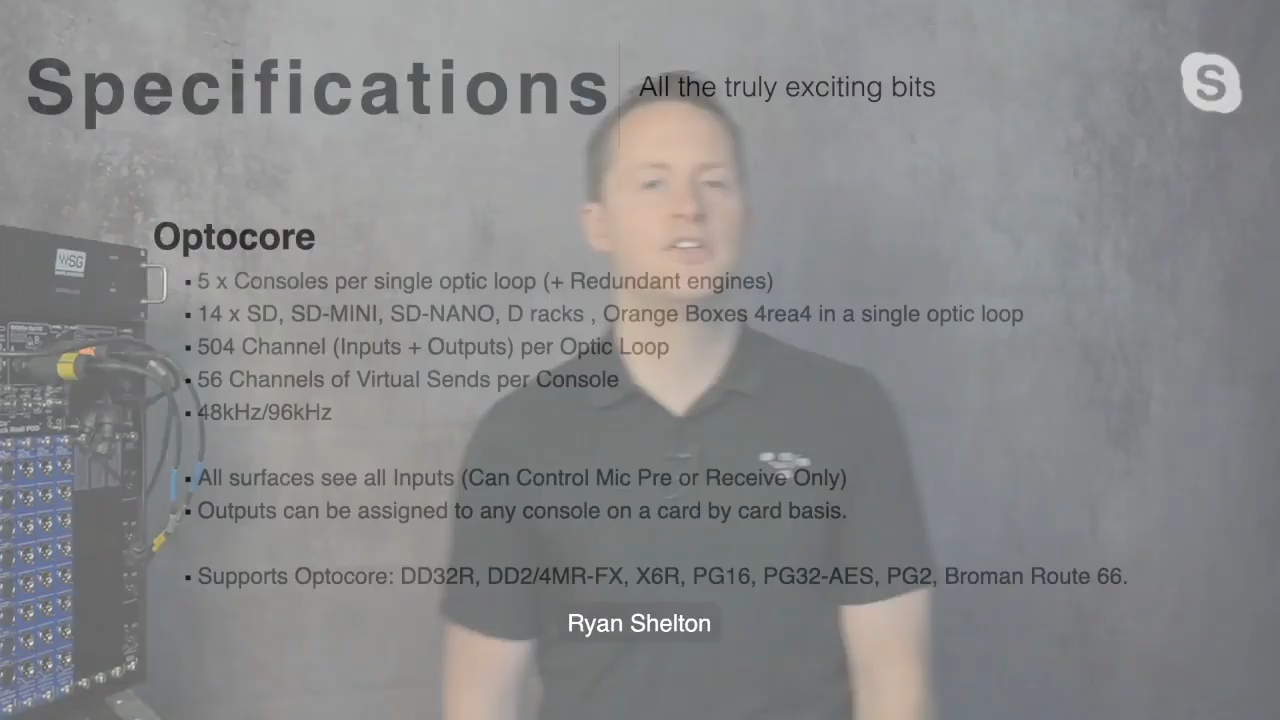 Specifications
All the truly exciting bits
S
WSG
Optocore
▪ 5 x Consoles per single optic loop (+ Redundant engines)
▪ 14 x SD, SD-MINI, SD-NANO, D racks , Orange Boxes 4rea4 in a single optic loop
▪ 504 Channel (Inputs + Outputs) per Optic Loop
▪ 56 Channels of Virtual Sends per Console
▪ 48kHz/96kHz
▪ All surfaces see all Inputs (Can Control Mic Pre or Receive Only)
▪ Outputs can be assigned to any console on a card by card basis.
▪ Supports Optocore: DD32R, DD2/4MR-FX, X6R, PG16, PG32-AES, PG2, Broman Route 66.
Ryan Shelton